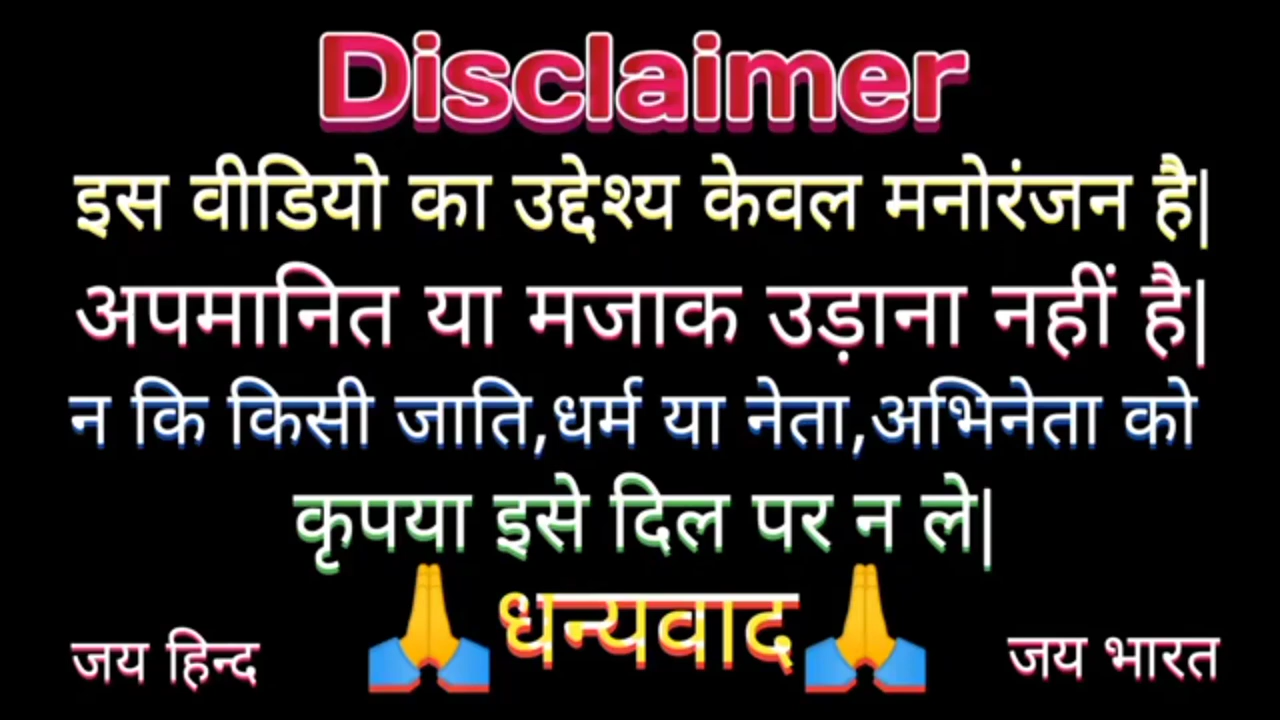 Disclaimer
इस वीडियो का उद्देश्य केवल मनोरंजन है|
अपमानित या मजाक उड़ाना नहीं है|
न कि किसी जाति,धर्म या नेता,अभिनेता को
कृपया इसे दिल पर न ले|
🙏धन्यवाद🙏
जय हिन्द
जय भारत